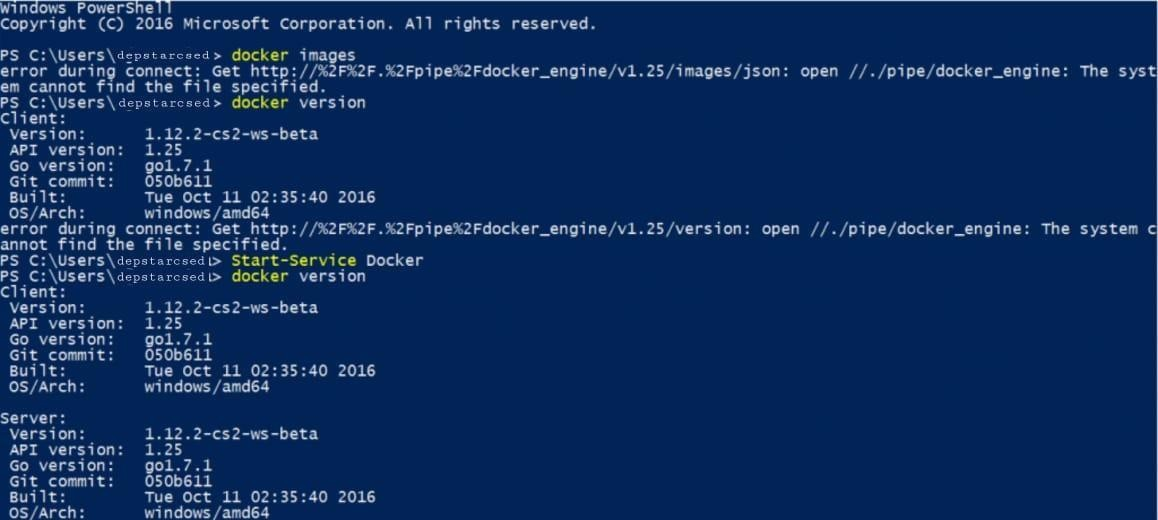 Windows PowerShell
Copyright (C) 2016 Microsoft Corporation. All rights reserved.
PS C:\Users\depstarcsed> docker images
error during connect: Get http://%2F%2F.%2Fpipe%2Fdocker_engine/v1.25/images/json: open //./pipe/docker_engine: The syst
em cannot find the file specified.
PS C:\Users\depstarcsed> docker version
Client:
Version: 1.12.2-cs2-ws-beta
API version: 1.25
Go version: go1.7.1
Git commit: 050b611
Built: Tue Oct 11 02:35:40 2016
OS/Arch: windows/amd64
error during connect: Get http://%2F%2F.%2Fpipe%2Fdocker_engine/v1.25/version: open //./pipe/docker_engine: The system c
annot find the file specified.
PS C:\Users\depstarcsed> Start-Service Docker
PS C:\Users\depstarcsed> docker version
Client:
Version: 1.12.2-cs2-ws-beta
API version: 1.25
Go version: go1.7.1
Git commit: 050b611
Built: Tue Oct 11 02:35:40 2016
OS/Arch: windows/amd64
Server:
Version: 1.12.2-cs2-ws-beta
API version: 1.25
Go version: go1.7.1
Git commit: 050b611
Built: Tue Oct 11 02:35:40 2016
OS/Arch: windows/amd64